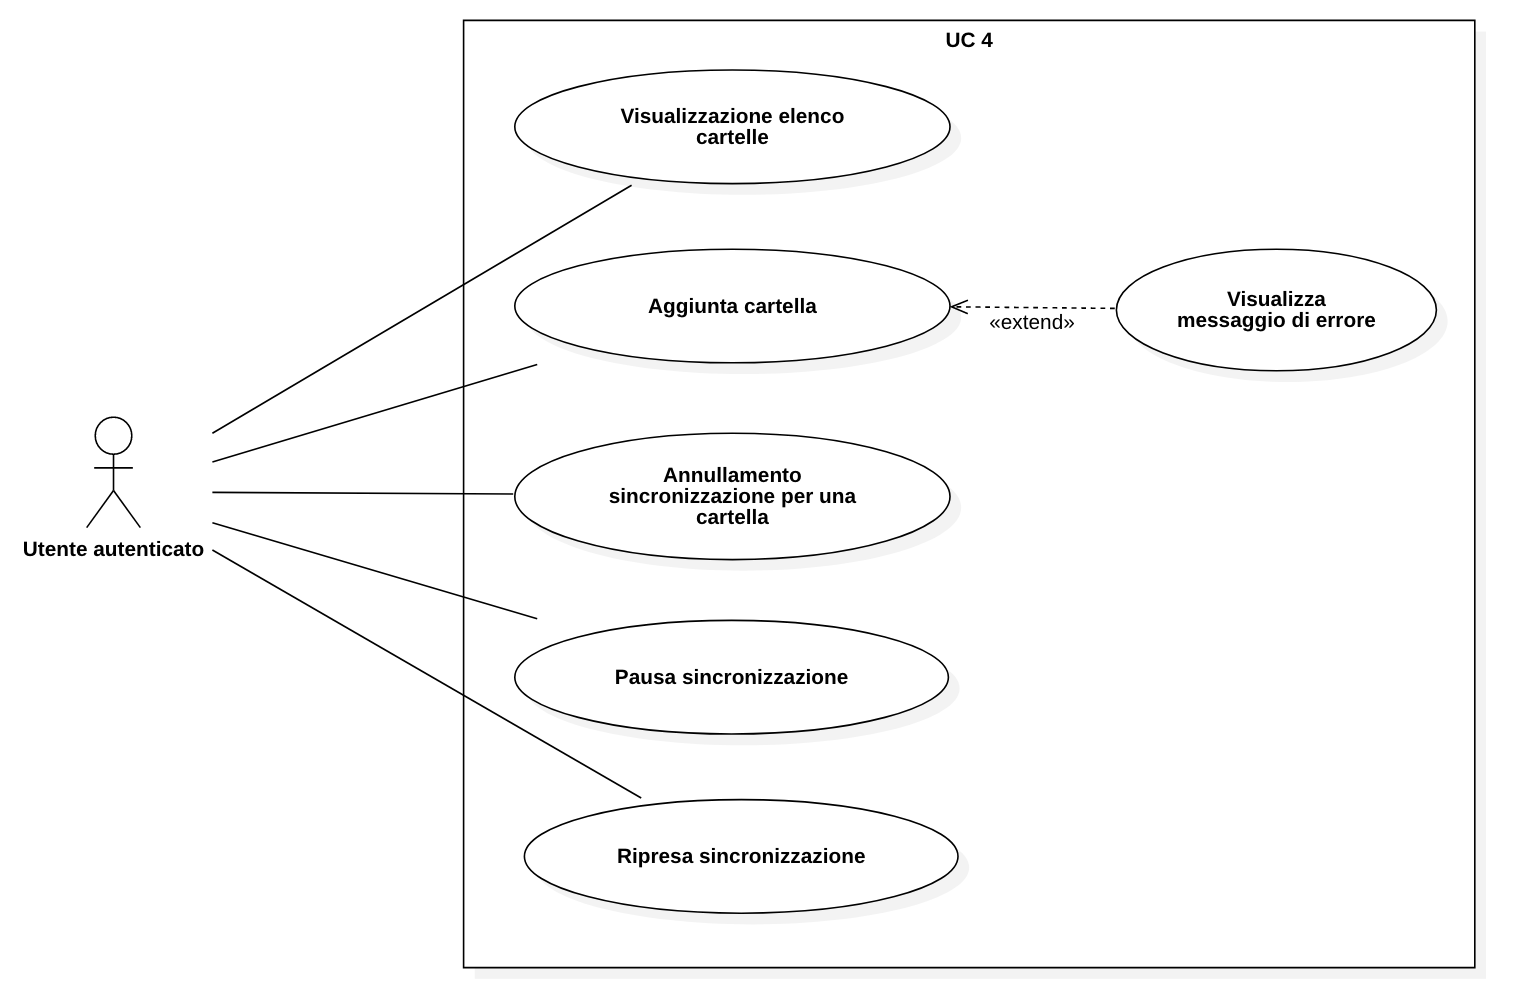 UC 4
Visualizzazione elenco
cartelle
Aggiunta cartella
«extend»
Visualizza
messaggio di errore
Annullamento
sincronizzazione per una
cartella
Utente autenticato
Pausa sincronizzazione
Ripresa sincronizzazione